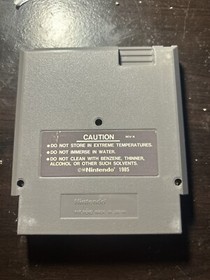 CAUTION
•DO NOT STORE IN EXTREME TEMPERATURES.
•DO NOT IMMERSE IN WATER.
•DO NOT CLEAN WITH BENZENE, THINNER,
ALCOHOL OR OTHER SUCH SOLVENTS.
©Nintendo 1985
Nintendo